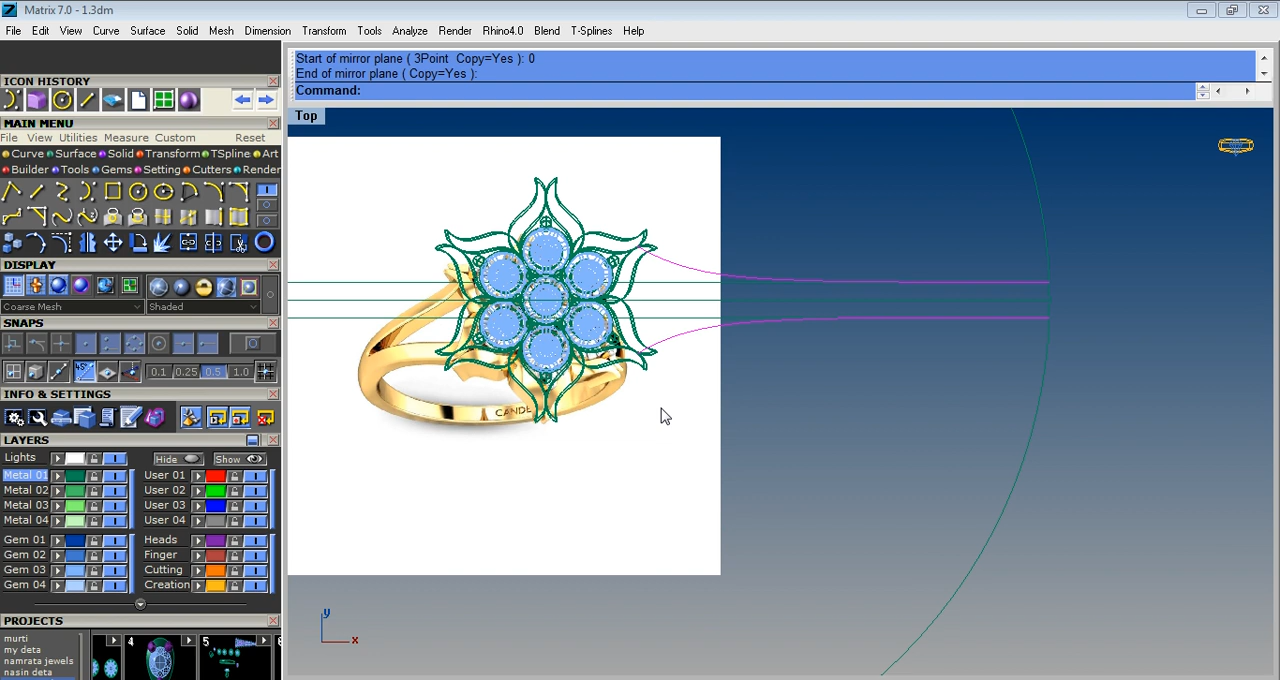 Matrix 7.0 - 1.3dm
File Edit View Curve Surface Solid Mesh Dimension Transform Tools Analyze Render Rhino4.0 Blend T-Splines Help
Start of mirror plane ( 3Point Copy=Yes ): 0
End of mirror plane ( Copy=Yes ):
Command:
ICON HISTORY
MAIN MENU
File View Utilities Measure Custom Reset
Curve Surface Solid Transform TSpline Art
Builder Tools Gems Setting Cutters Render
DISPLAY
Coarse Mesh Shaded
SNAPS
45° 0.1 0.25 0.5 1.0
INFO & SETTINGS
LAYERS
Lights Hide Show
Metal 01 User 01
Metal 02 User 02
Metal 03 User 03
Metal 04 User 04
Gem 01 Heads
Gem 02 Finger
Gem 03 Cutting
Gem 04 Creation
PROJECTS
murti
my deta
namrata jewels
nasin deta
4 5
Top
CANDE
y
x